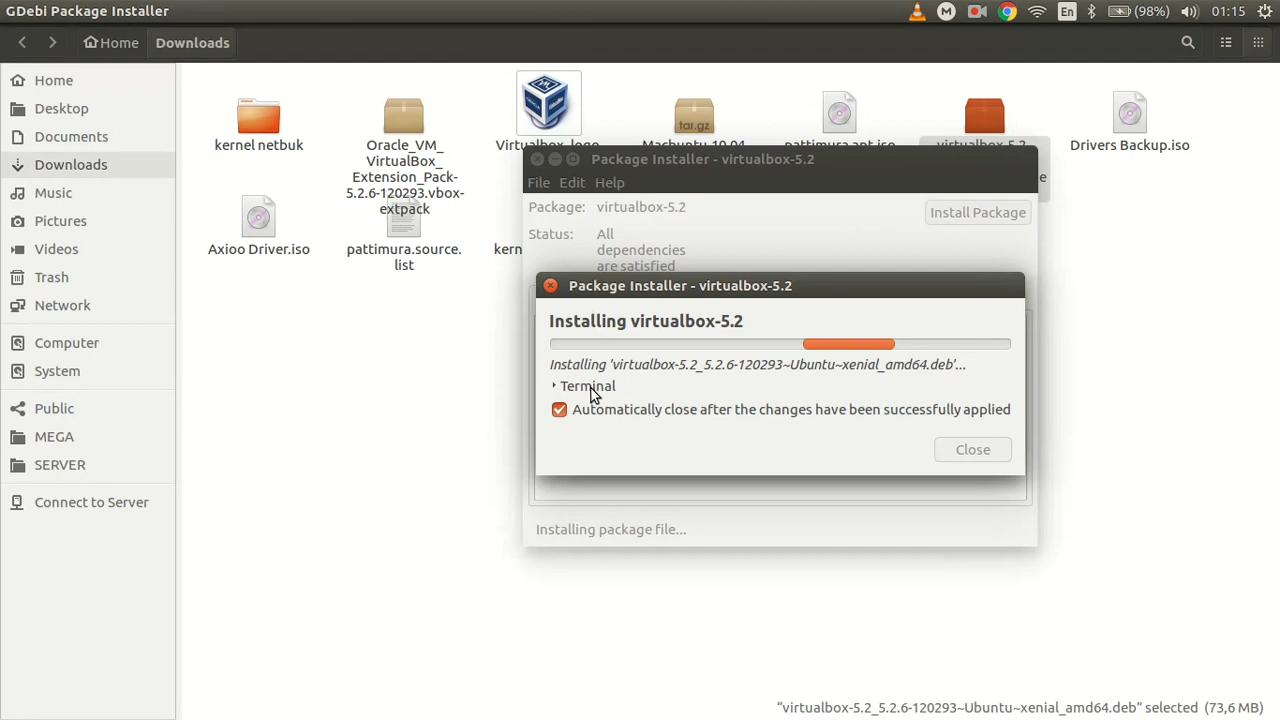 GDebi Package Installer
M
En
(98%)
01:15
Home
Downloads
Home
Desktop
Documents
Downloads
Music
Pictures
Videos
Trash
Network
Computer
System
Public
MEGA
SERVER
Connect to Server
kernel netbuk
Oracle_VM_
VirtualBox_
Extension_Pack-
5.2.6-120293.vbox-
extpack
tar.gz
Drivers Backup.iso
Axioo Driver.iso
pattimura.source.
list
Package Installer - virtualbox-5.2
File Edit Help
Package: virtualbox-5.2
Install Package
Status: All
dependencies
are satisfied
Package Installer - virtualbox-5.2
Installing virtualbox-5.2
Installing 'virtualbox-5.2_5.2.6-120293~Ubuntu~xenial_amd64.deb'...
Terminal
Automatically close after the changes have been successfully applied
Close
Installing package file...
“virtualbox-5.2_5.2.6-120293~Ubuntu~xenial_amd64.deb” selected (73,6 MB)